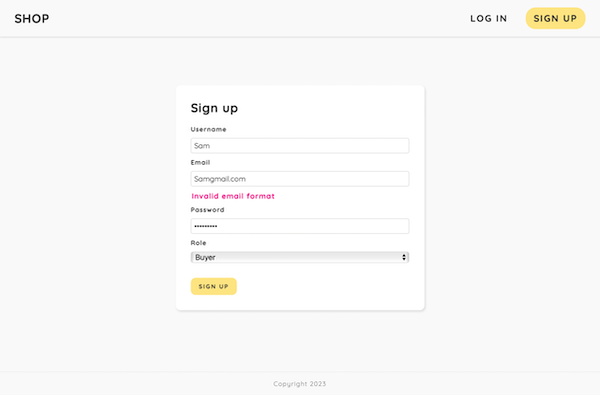 SHOP
LOG IN
SIGN UP
Sign up
Username
Sam
Email
Samgmail.com
Invalid email format
Password
•••••••••
Role
Buyer
SIGN UP
Copyright 2023